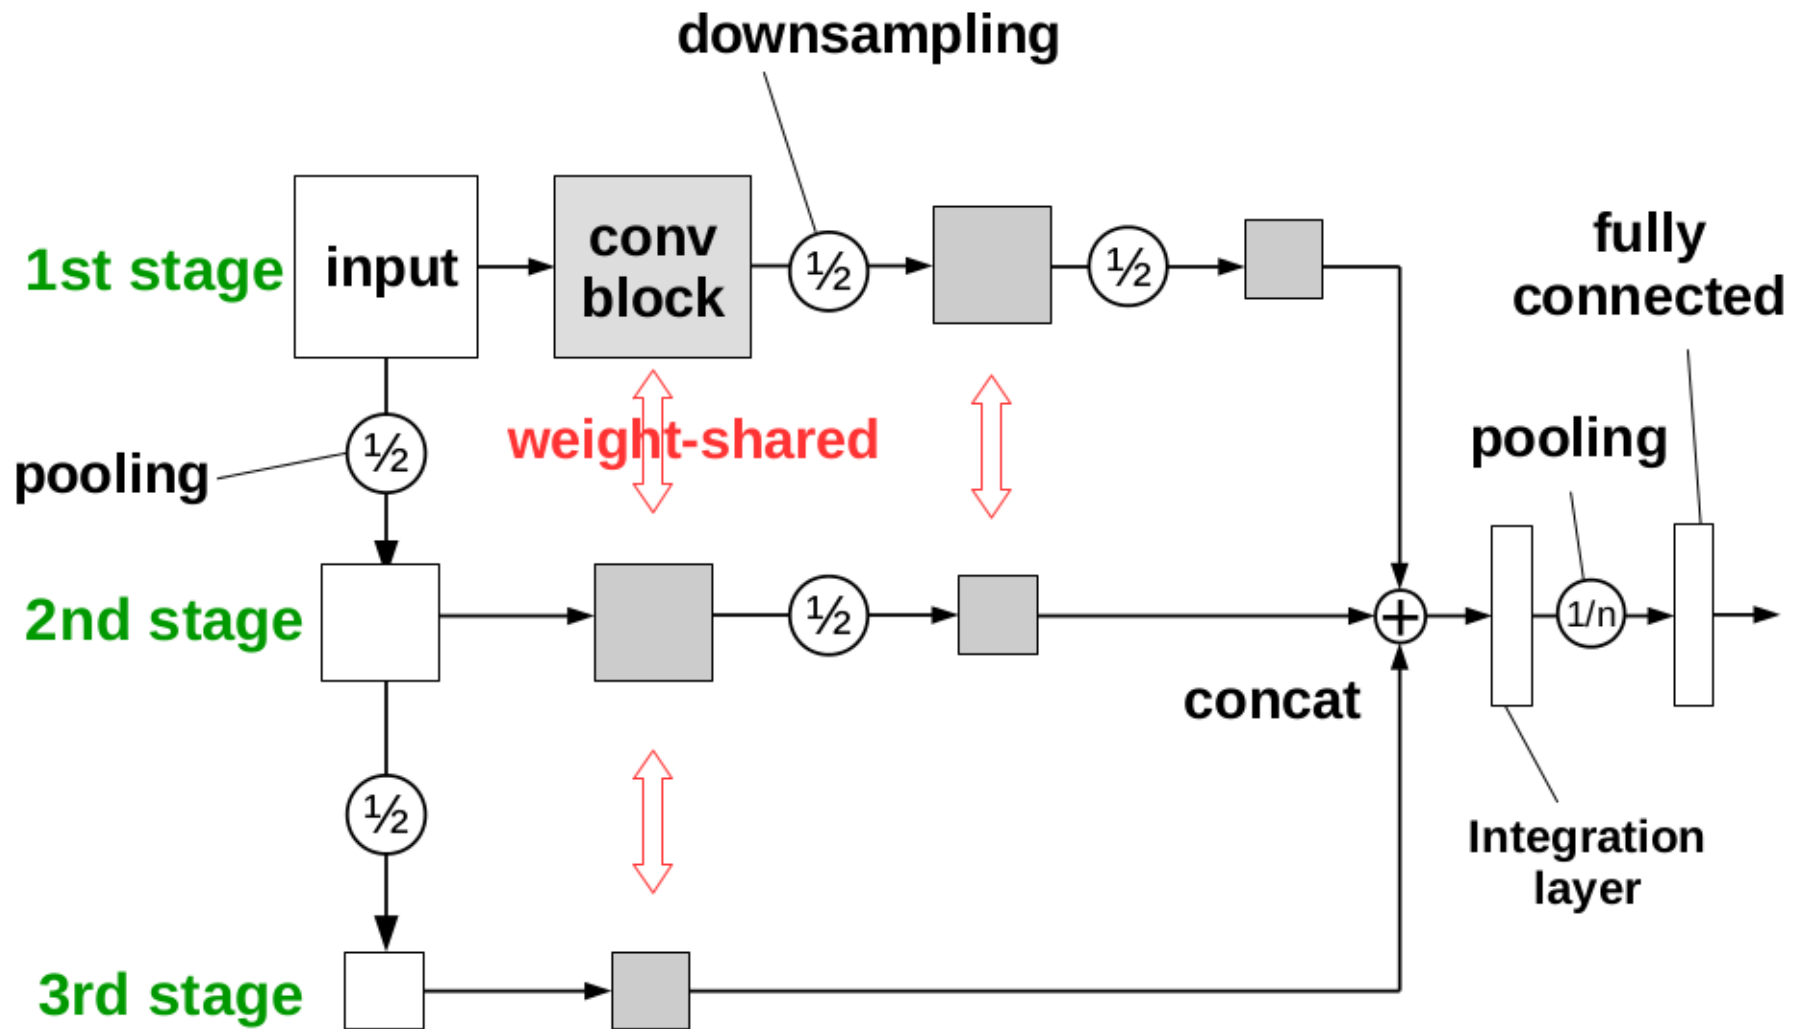 downsampling
1st stage
input
conv
block
½
½
fully
connected
pooling
½
weight-shared
pooling
2nd stage
½
+
1/n
concat
½
Integration
layer
3rd stage